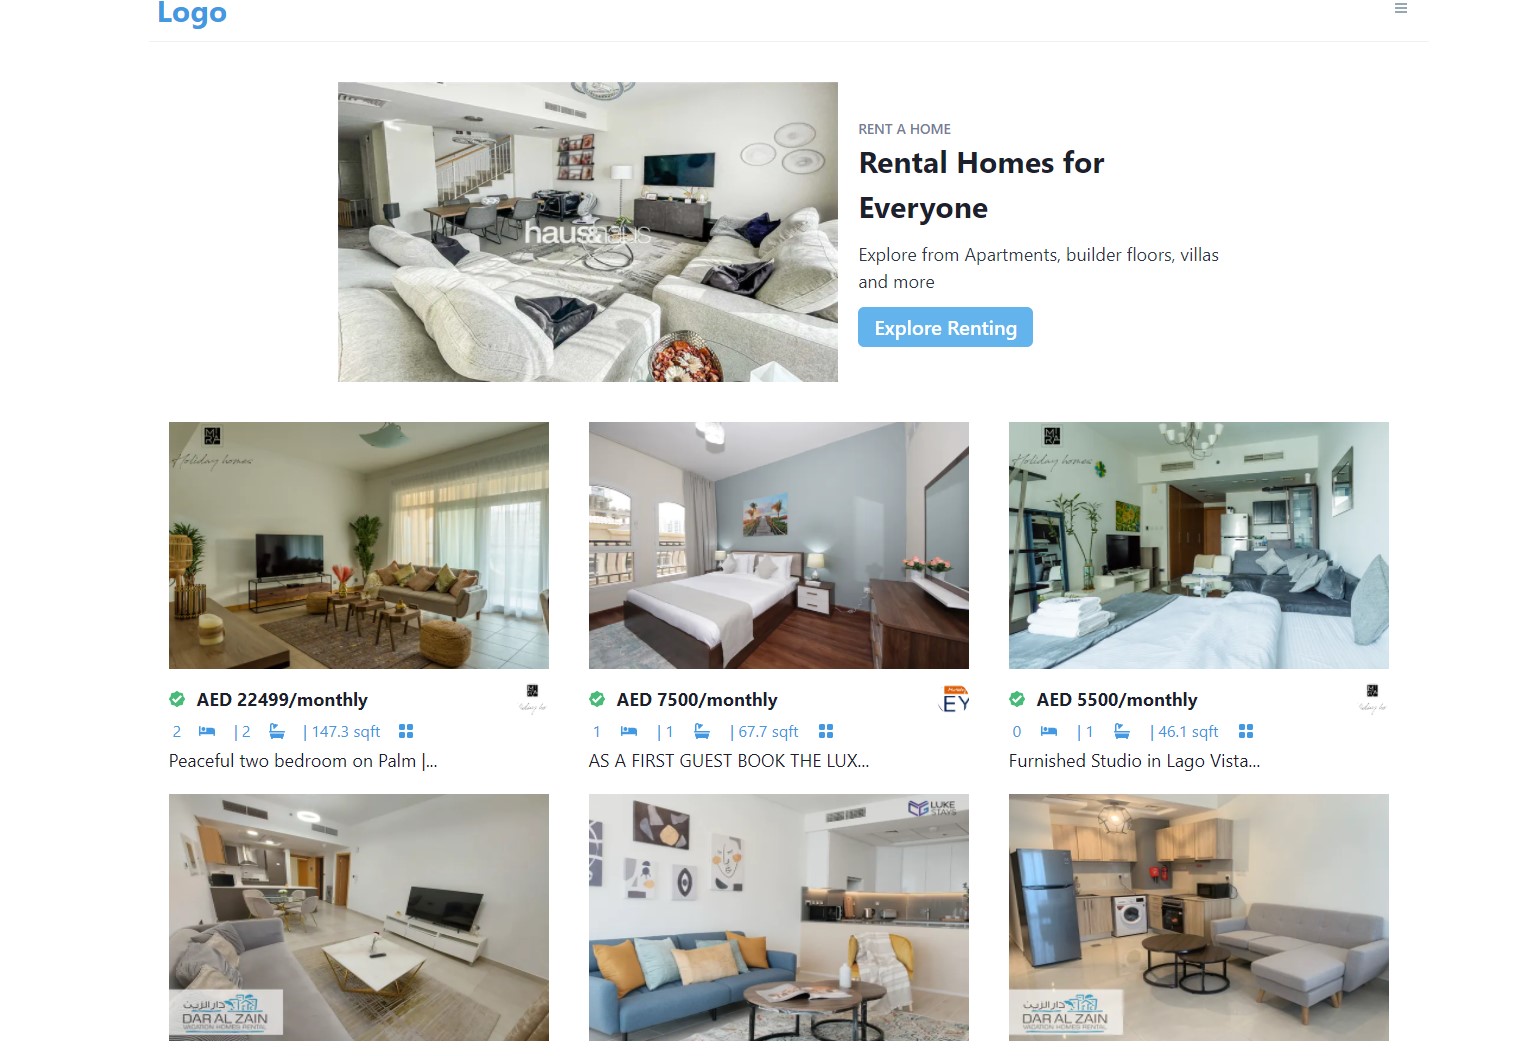 Logo
haus&haus
RENT A HOME
Rental Homes for
Everyone
Explore from Apartments, builder floors, villas
and more
Explore Renting
Holiday homes
Holiday homes
AED 22499/monthly
2 | 2 | 147.3 sqft
Peaceful two bedroom on Palm |...
AED 7500/monthly
EY
1 | 1 | 67.7 sqft
AS A FIRST GUEST BOOK THE LUX...
AED 5500/monthly
0 | 1 | 46.1 sqft
Furnished Studio in Lago Vista...
دار الزين
DAR AL ZAIN
VACATION HOMES RENTAL
LUKE
STAYS
دار الزين
DAR AL ZAIN
VACATION HOMES RENTAL